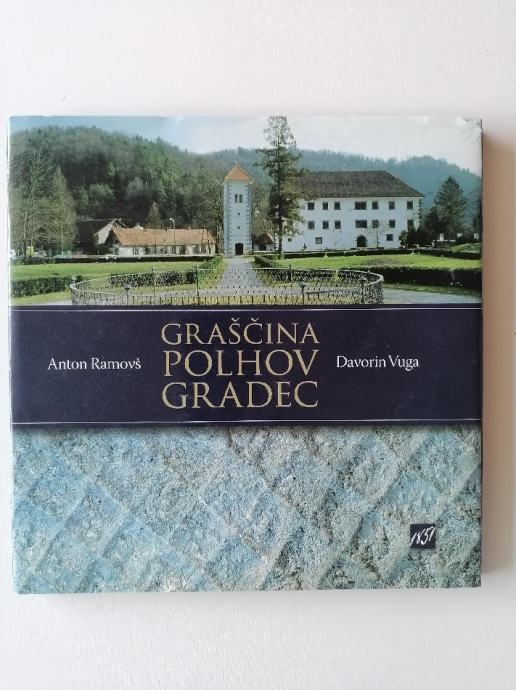 GRAŠČINA
POLHOV
GRADEC
Anton Ramovš
Davorin Vuga
1851